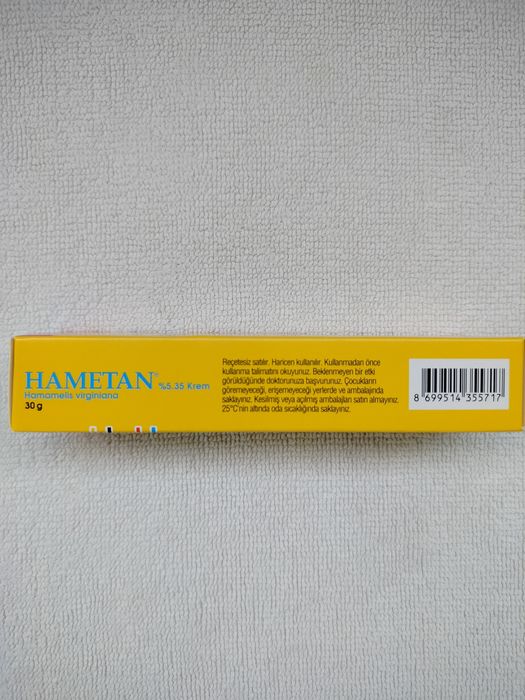 HAMETAN® %5.35 Krem
Hamamelis virginiana
30 g
Reçetesiz satılır. Haricen kullanılır. Kullanmadan önce
kullanma talimatını okuyunuz. Beklenmeyen bir etki
görüldüğünde doktorunuza başvurunuz. Çocukların
göremeyeceği, erişemeyeceği yerlerde ve ambalajında
saklayınız. Kesilmiş veya açılmış ambalajları satın almayınız.
25°C'nin altında oda sıcaklığında saklayınız.
8 699514 355717